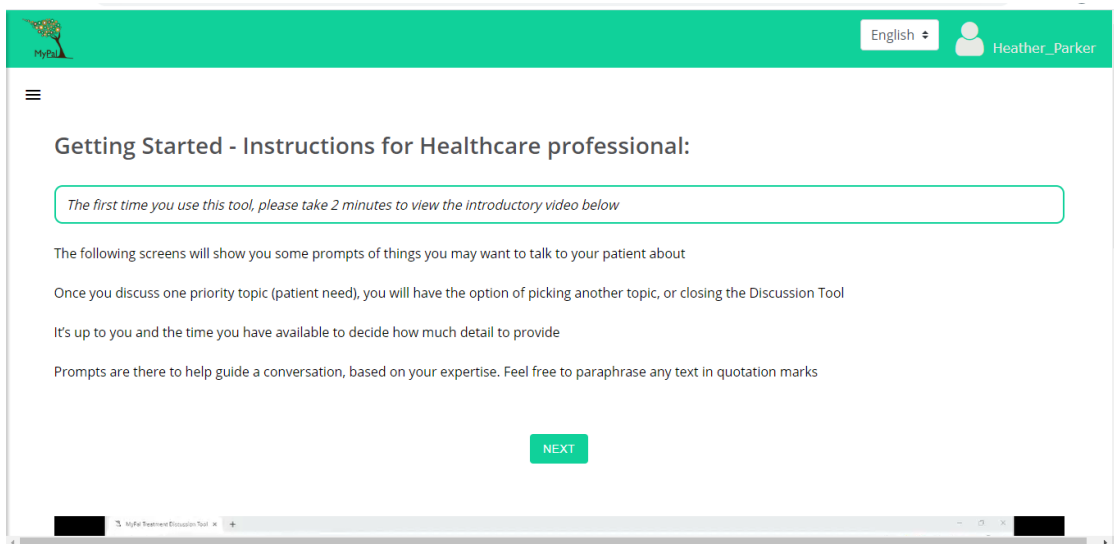 MyPal
English
Heather_Parker
Getting Started - Instructions for Healthcare professional:
The first time you use this tool, please take 2 minutes to view the introductory video below
The following screens will show you some prompts of things you may want to talk to your patient about
Once you discuss one priority topic (patient need), you will have the option of picking another topic, or closing the Discussion Tool
It's up to you and the time you have available to decide how much detail to provide
Prompts are there to help guide a conversation, based on your expertise. Feel free to paraphrase any text in quotation marks
NEXT
MyPal Treatment Discussion Tool